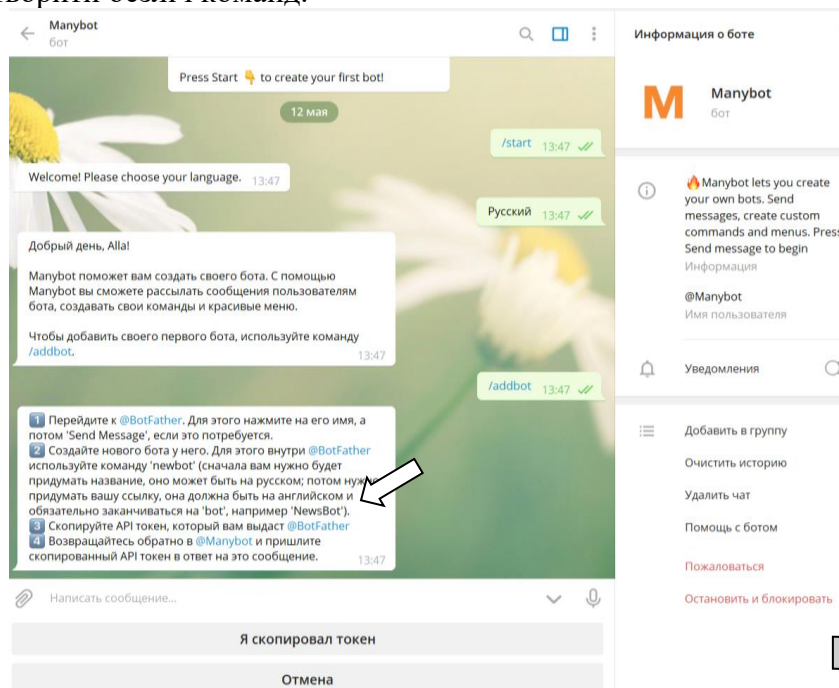 Manybot
бот
Press Start 👇 to create your first bot!
12 мая
/start 13:47
Welcome! Please choose your language. 13:47
Русский 13:47
Добрый день, Alla!
Manybot поможет вам создать своего бота. С помощью
Manybot вы сможете рассылать сообщения пользователям
бота, создавать свои команды и красивые меню.
Чтобы добавить своего первого бота, используйте команду
/addbot. 13:47
/addbot 13:47
1 Перейдите к @BotFather. Для этого нажмите на его имя, а
потом 'Send Message', если это потребуется.
2 Создайте нового бота у него. Для этого внутри @BotFather
используйте команду 'newbot' (сначала вам нужно будет
придумать название, оно может быть на русском; потом
придумать вашу ссылку, она должна быть на английском и
обязательно заканчиваться на 'bot', например 'NewsBot').
3 Скопируйте API токен, который вам выдаст @BotFather
4 Возвращайтесь обратно в @Manybot и пришлите
скопированный API токен в ответ на это сообщение. 13:47
Написать сообщение...
Я скопировал токен
Отмена
Информация о боте
M
Manybot
бот
🔥Manybot lets you create
your own bots. Send
messages, create custom
commands and menus. Press
Send message to begin
Информация
@Manybot
Имя пользователя
Уведомления
Добавить в группу
Очистить историю
Удалить чат
Помощь с ботом
Пожаловаться
Остановить и блокировать